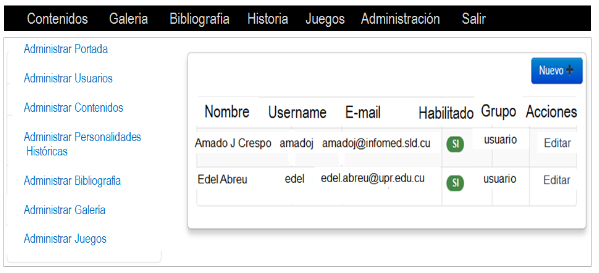 Contenidos Galeria Bibliografía Historia Juegos Administración Salir
Administrar Portada
Administrar Usuarios
Administrar Contenidos
Administrar Personalidades
Históricas
Administrar Bibliografia
Administrar Galeria
Administrar Juegos
Nuevo
Nombre Username E-mail Habilitado Grupo Acciones
Amado J Crespo amadoj amadoj@infomed.sld.cu SI usuario Editar
Edel Abreu edel edel.abreu@upr.edu.cu SI usuario Editar